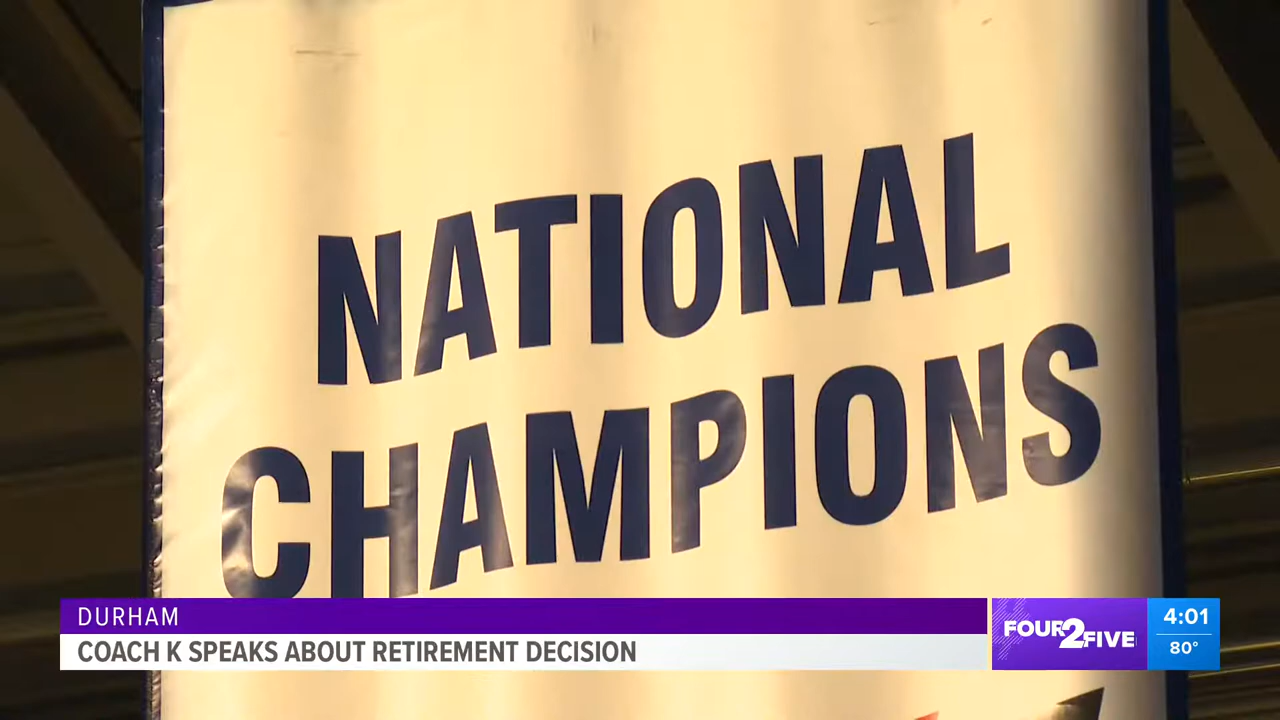 NATIONAL
CHAMPIONS
DURHAM
COACH K SPEAKS ABOUT RETIREMENT DECISION
FOUR2FIVE
4:01
80°